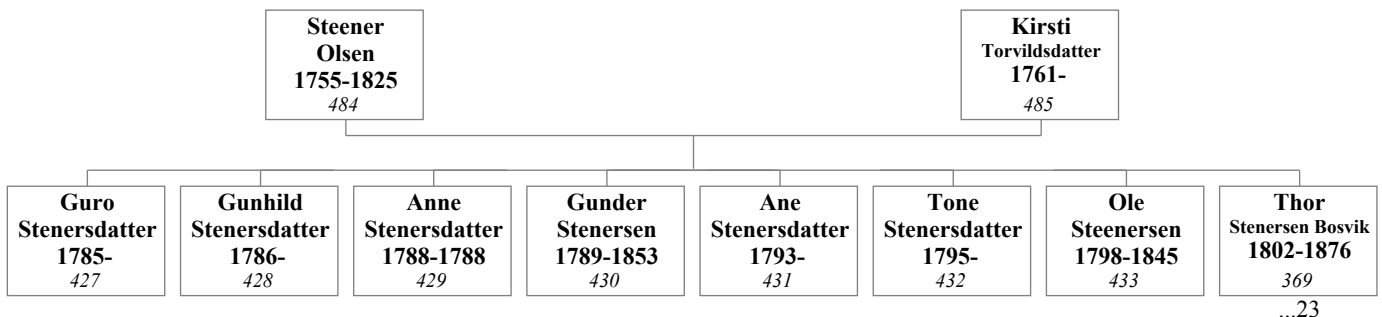 Steener
Olsen
1755-1825
484
Kirsti
Torvildsdatter
1761-
485
Guro
Stenersdatter
1785-
427
Gunhild
Stenersdatter
1786-
428
Anne
Stenersdatter
1788-1788
429
Gunder
Stenersen
1789-1853
430
Ane
Stenersdatter
1793-
431
Tone
Stenersdatter
1795-
432
Ole
Steenersen
1798-1845
433
Thor
Stenersen Bosvik
1802-1876
369
...23